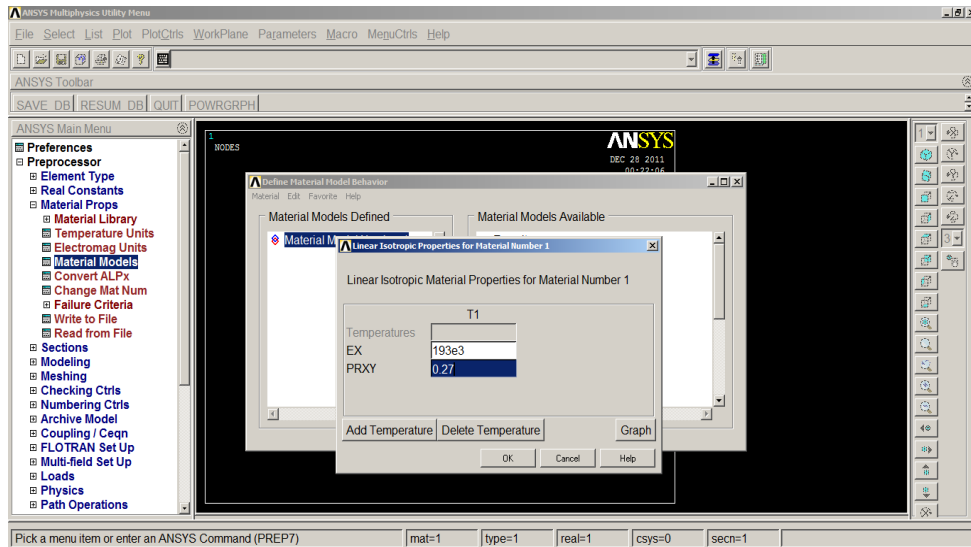 ANSYS Multiphysics Utility Menu
File Select List Plot PlotCtrls WorkPlane Parameters Macro MenuCtrls Help
ANSYS Toolbar
SAVE_DB RESUM_DB QUIT POWRGRPH
ANSYS Main Menu
Preferences
Preprocessor
Element Type
Real Constants
Material Props
Material Library
Temperature Units
Electromag Units
Material Models
Convert ALPx
Change Mat Num
Failure Criteria
Write to File
Read from File
Sections
Modeling
Meshing
Checking Ctrls
Numbering Ctrls
Archive Model
Coupling / Ceqn
FLOTRAN Set Up
Multi-field Set Up
Loads
Physics
Path Operations
1
NODES
ANSYS
DEC 28 2011
00:22:06
Define Material Model Behavior
Material Edit Favorite Help
Material Models Defined
Material Models Available
Material M
Linear Isotropic Properties for Material Number 1
Linear Isotropic Material Properties for Material Number 1
T1
Temperatures
EX 193e3
PRXY 0.27
Add Temperature Delete Temperature Graph
OK Cancel Help
1
3
Pick a menu item or enter an ANSYS Command (PREP7) mat=1 type=1 real=1 csys=0 secn=1